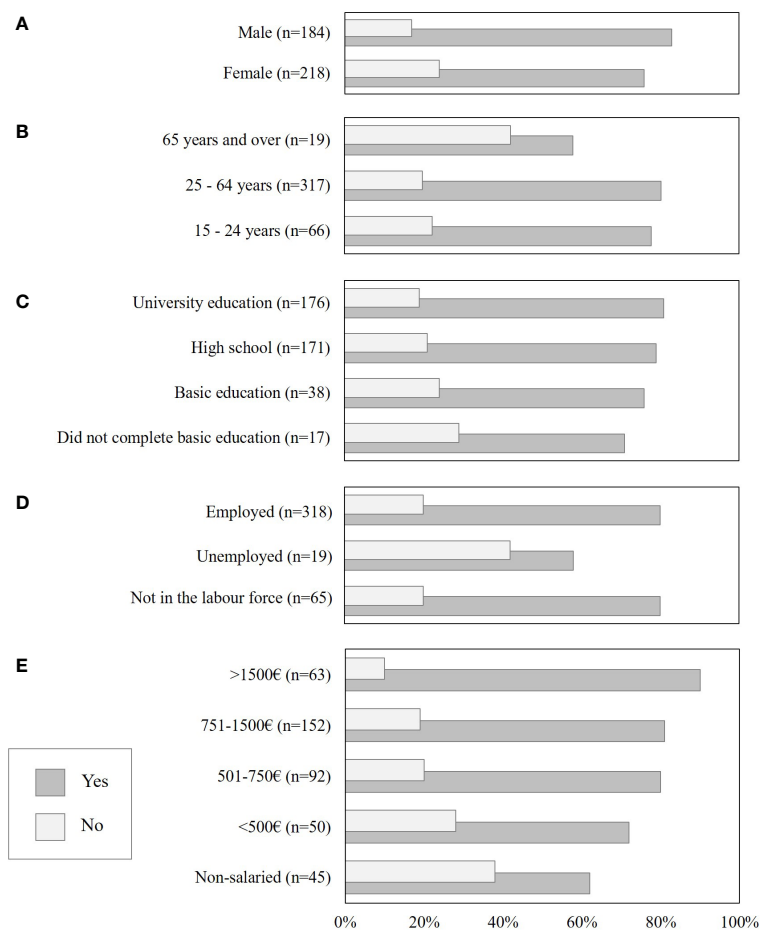 A
Male (n=184)
Female (n=218)
B
65 years and over (n=19)
25 - 64 years (n=317)
15 - 24 years (n=66)
C
University education (n=176)
High school (n=171)
Basic education (n=38)
Did not complete basic education (n=17)
D
Employed (n=318)
Unemployed (n=19)
Not in the labour force (n=65)
E
>1500€ (n=63)
751-1500€ (n=152)
501-750€ (n=92)
<500€ (n=50)
Non-salaried (n=45)
Yes
No
0% 20% 40% 60% 80% 100%